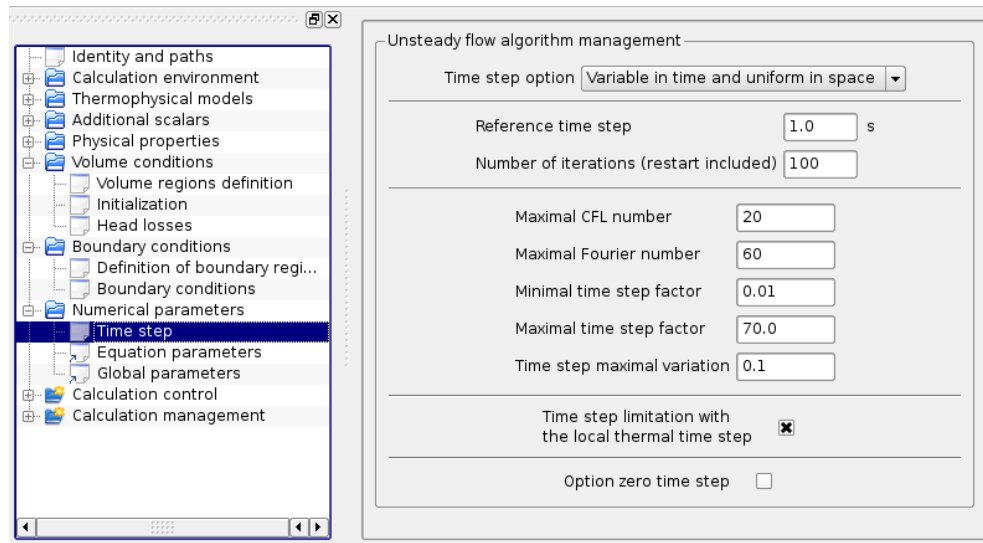 Identity and paths
Calculation environment
Thermophysical models
Additional scalars
Physical properties
Volume conditions
Volume regions definition
Initialization
Head losses
Boundary conditions
Definition of boundary regi...
Boundary conditions
Numerical parameters
Time step
Equation parameters
Global parameters
Calculation control
Calculation management
Unsteady flow algorithm management
Time step option Variable in time and uniform in space
Reference time step 1.0 s
Number of iterations (restart included) 100
Maximal CFL number 20
Maximal Fourier number 60
Minimal time step factor 0.01
Maximal time step factor 70.0
Time step maximal variation 0.1
Time step limitation with
the local thermal time step
Option zero time step